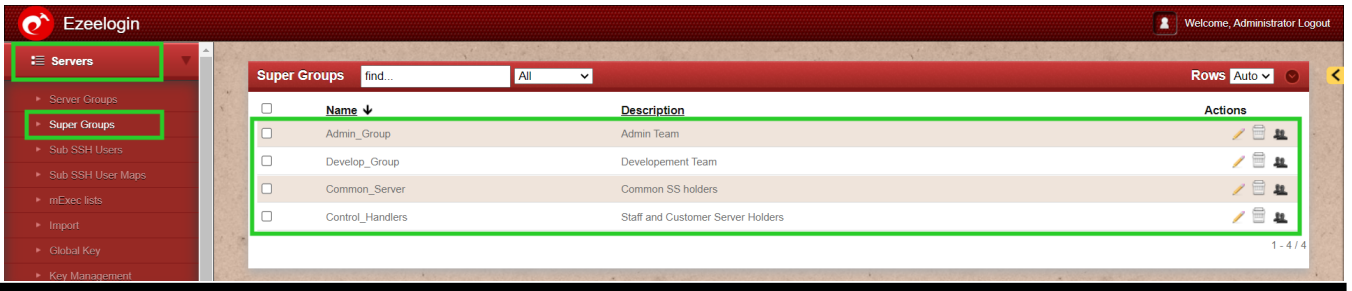 Ezeelogin
Welcome, Administrator Logout
Servers
Server Groups
Super Groups
Sub SSH Users
Sub SSH User Maps
mExec lists
Import
Global Key
Key Management
Super Groups find... All Rows Auto
Name Description Actions
Admin_Group Admin Team
Develop_Group Developement Team
Common_Server Common SS holders
Control_Handlers Staff and Customer Server Holders
1 - 4 / 4